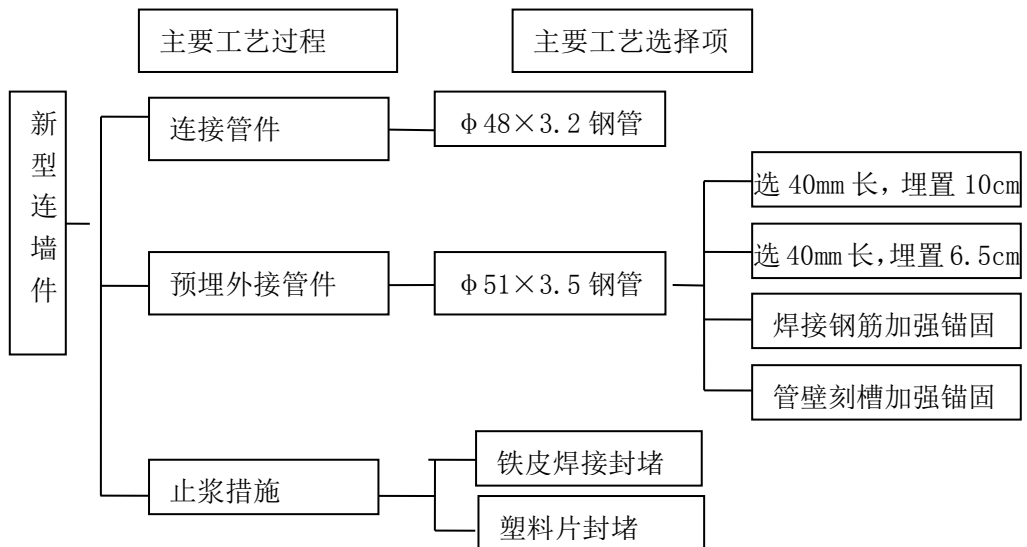 主要工艺过程
主要工艺选择项
新型连墙件
连接管件
φ48×3.2 钢管
选 40mm 长，埋置 10cm
选 40mm 长，埋置 6.5cm
预埋外接管件
φ51×3.5 钢管
焊接钢筋加强锚固
管壁刻槽加强锚固
铁皮焊接封堵
止浆措施
塑料片封堵